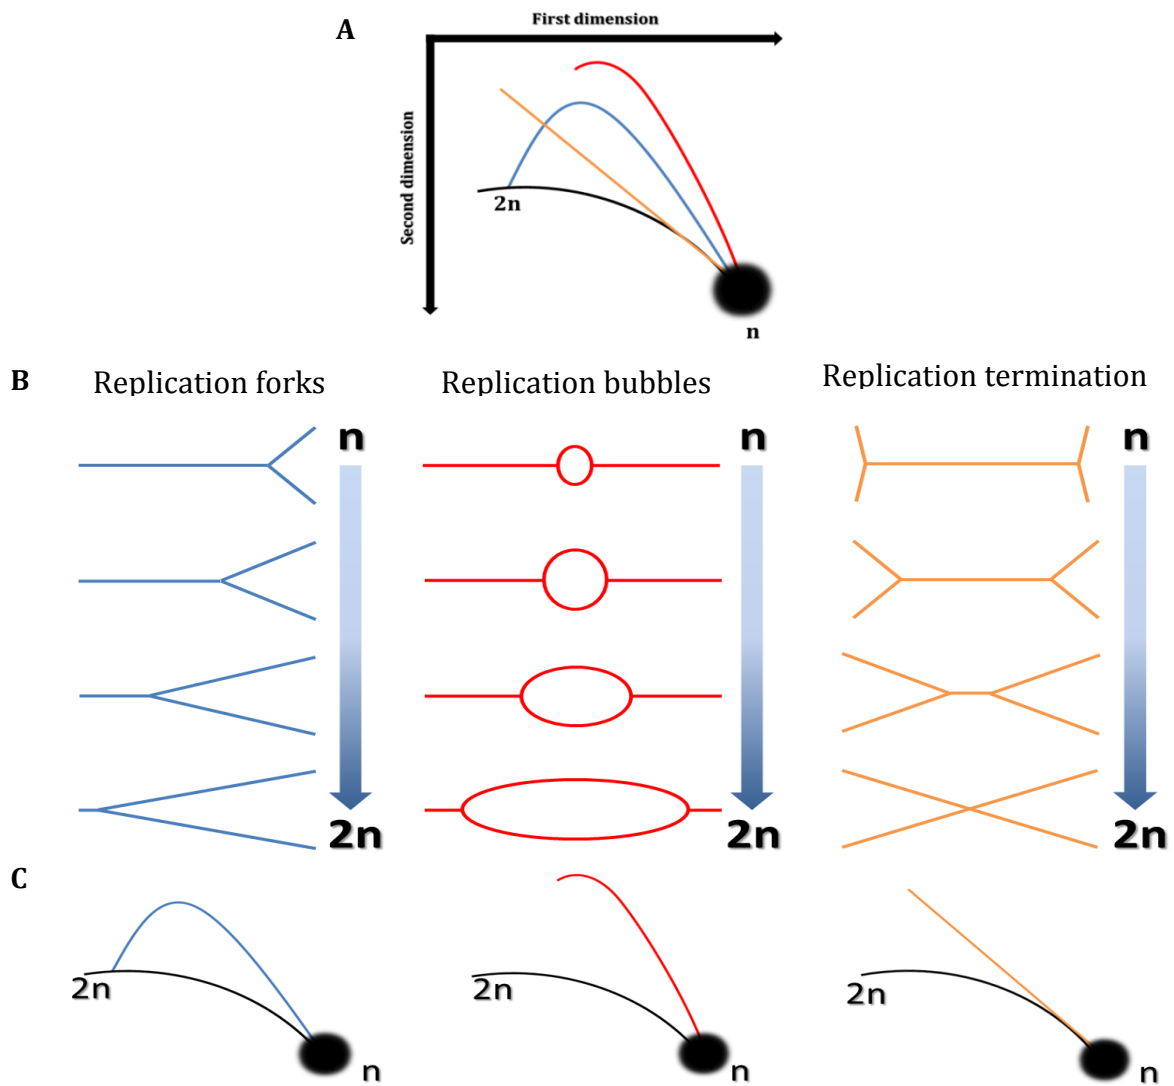 A
First dimension
Second dimension
2n
n
B
Replication forks
Replication bubbles
Replication termination
n
n
n
2n
2n
2n
C
2n
n
2n
n
2n
n